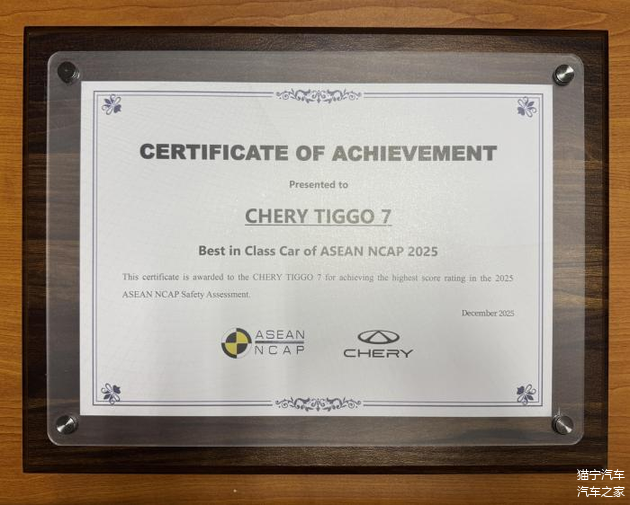 CERTIFICATE OF ACHIEVEMENT
Presented to
CHERY TIGGO 7
Best in Class Car of ASEAN NCAP 2025
This certificate is awarded to the CHERY TIGGO 7 for achieving the highest score rating in the 2025
ASEAN NCAP Safety Assessment.
December 2025
ASEAN
NCAP
CHERY
猫宁汽车
汽车之家